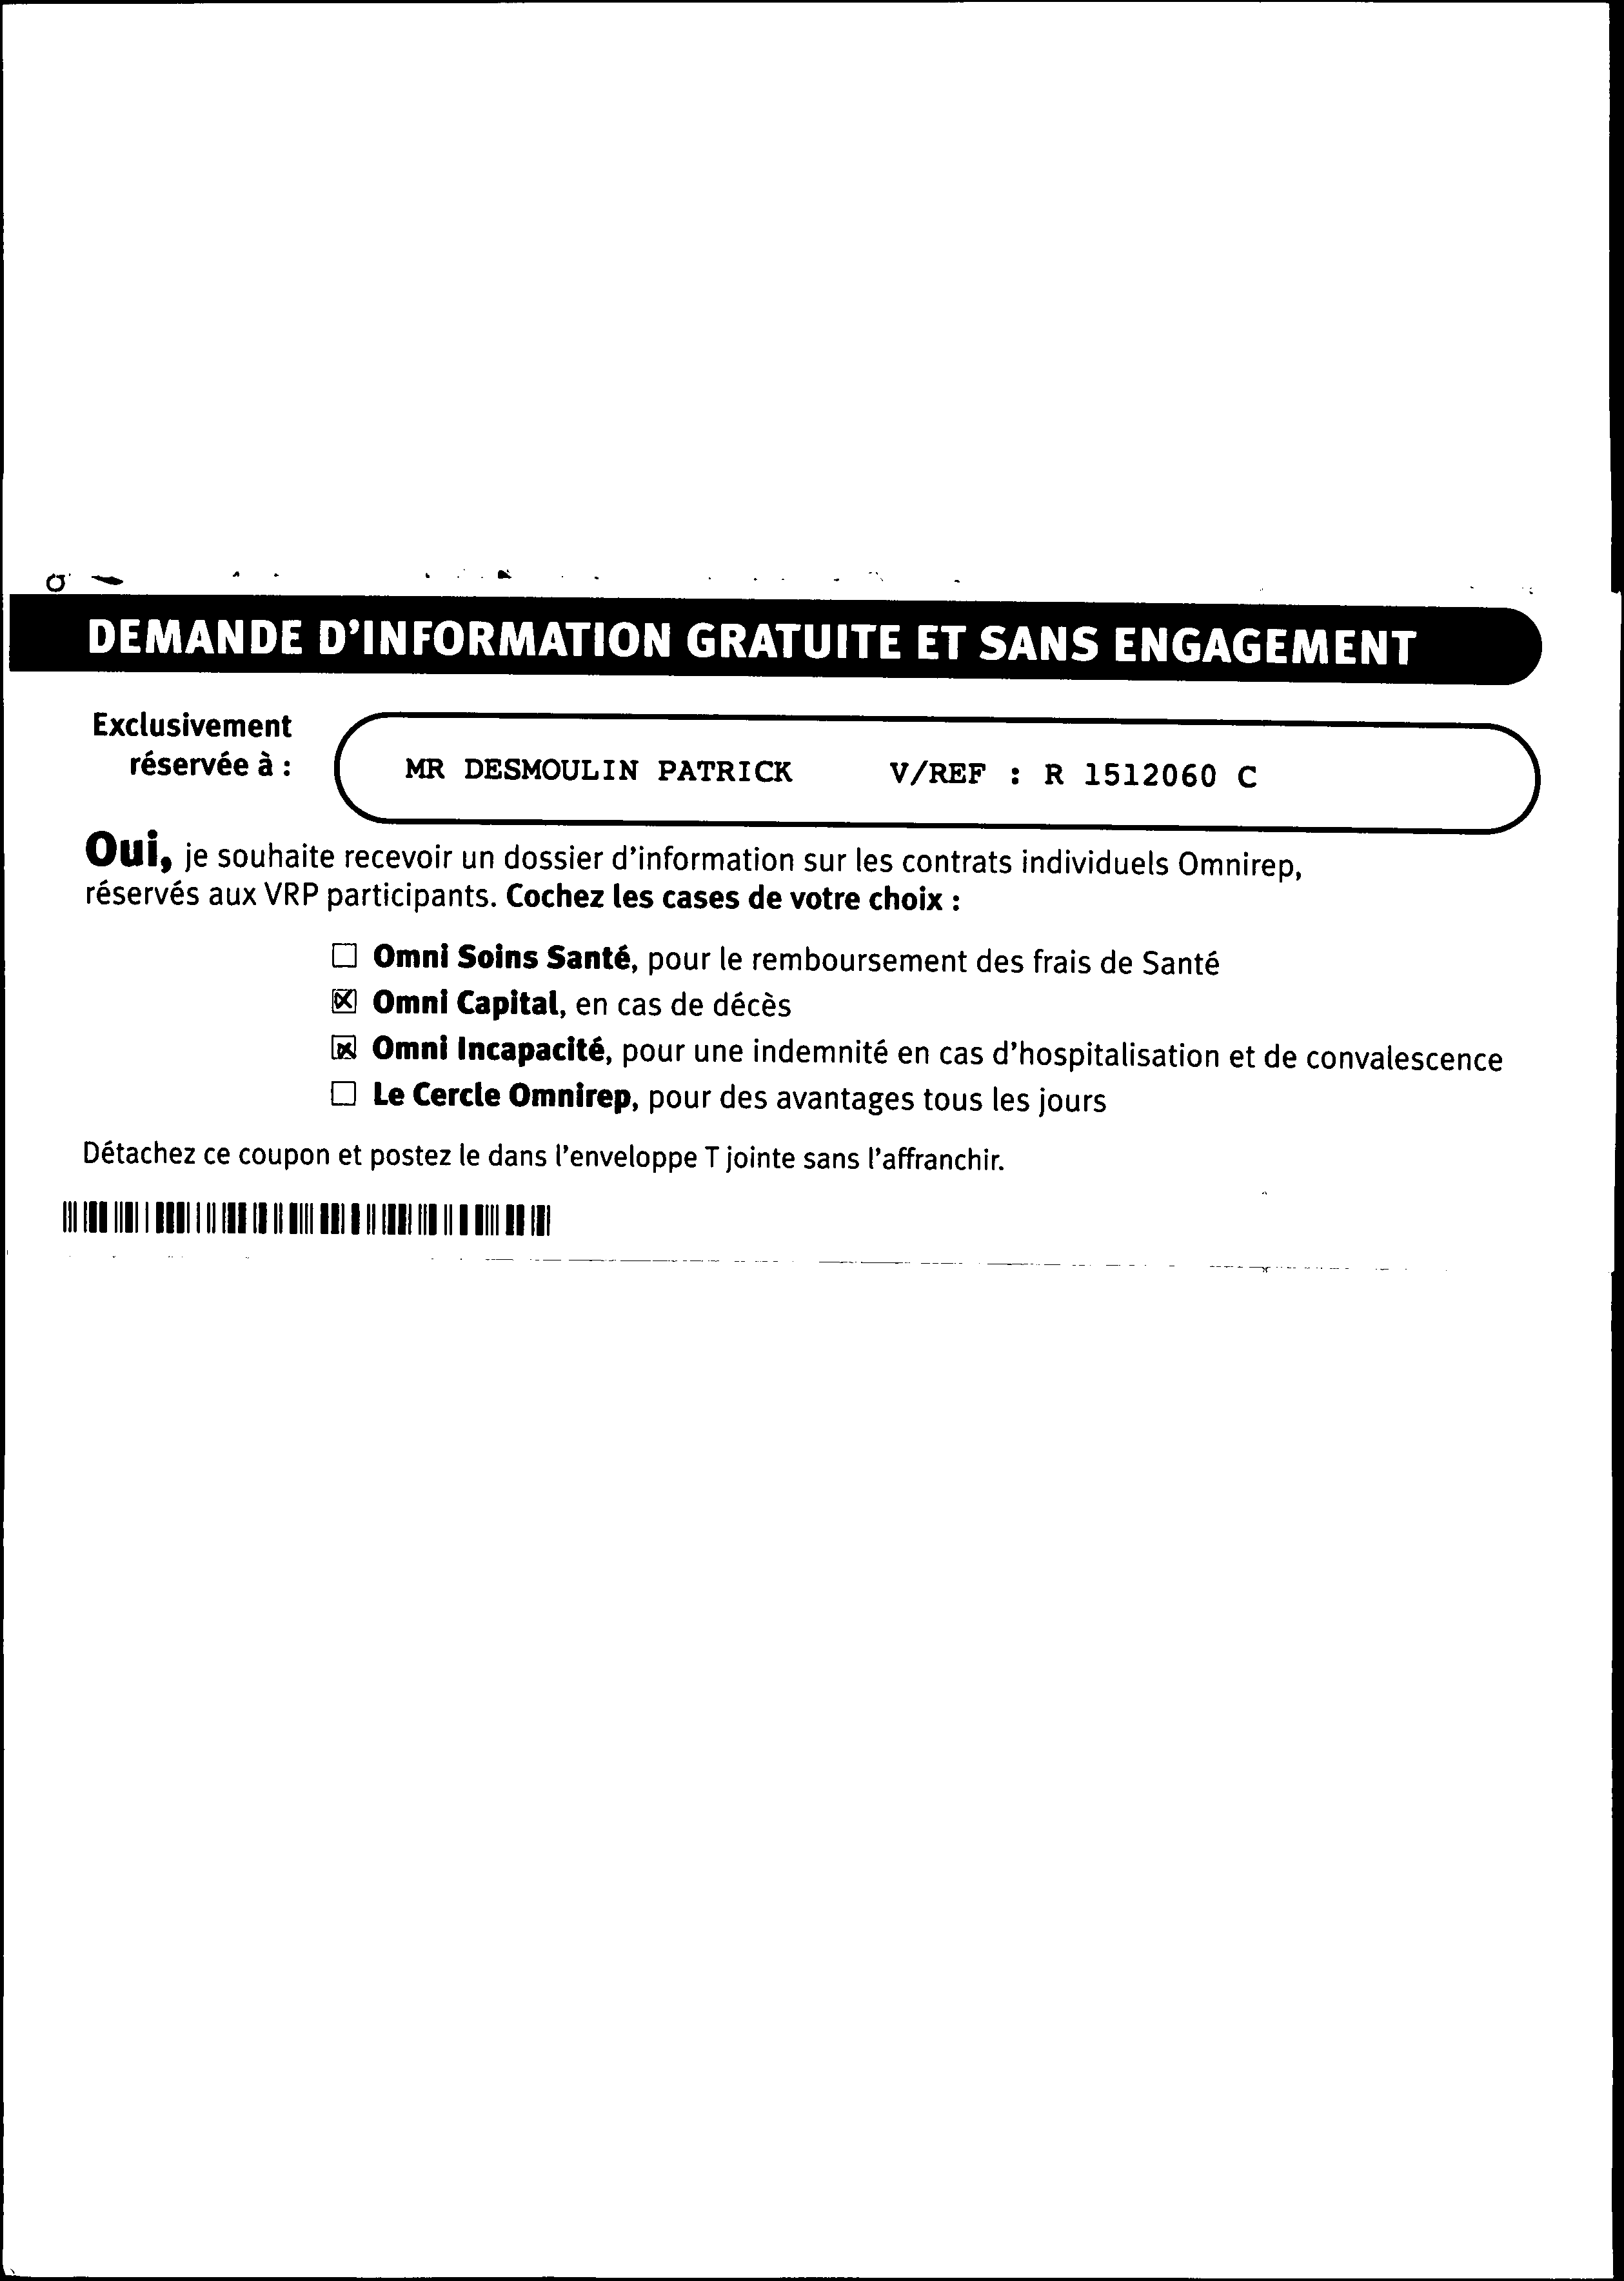 DEMANDE D'INFORMATION GRATUITE ET SANS ENGAGEMENT
Exclusivement
réservée à :
MR DESMOULIN PATRICK V/REF : R 1512060 C
Oui, je souhaite recevoir un dossier d'information sur les contrats individuels Omnirep,
réservés aux VRP participants. Cochez les cases de votre choix :
☐ Omni Soins Santé, pour le remboursement des frais de Santé
☒ Omni Capital, en cas de décès
☒ Omni Incapacité, pour une indemnité en cas d'hospitalisation et de convalescence
☐ Le Cercle Omnirep, pour des avantages tous les jours
Détachez ce coupon et postez le dans l'enveloppe T jointe sans l'affranchir.